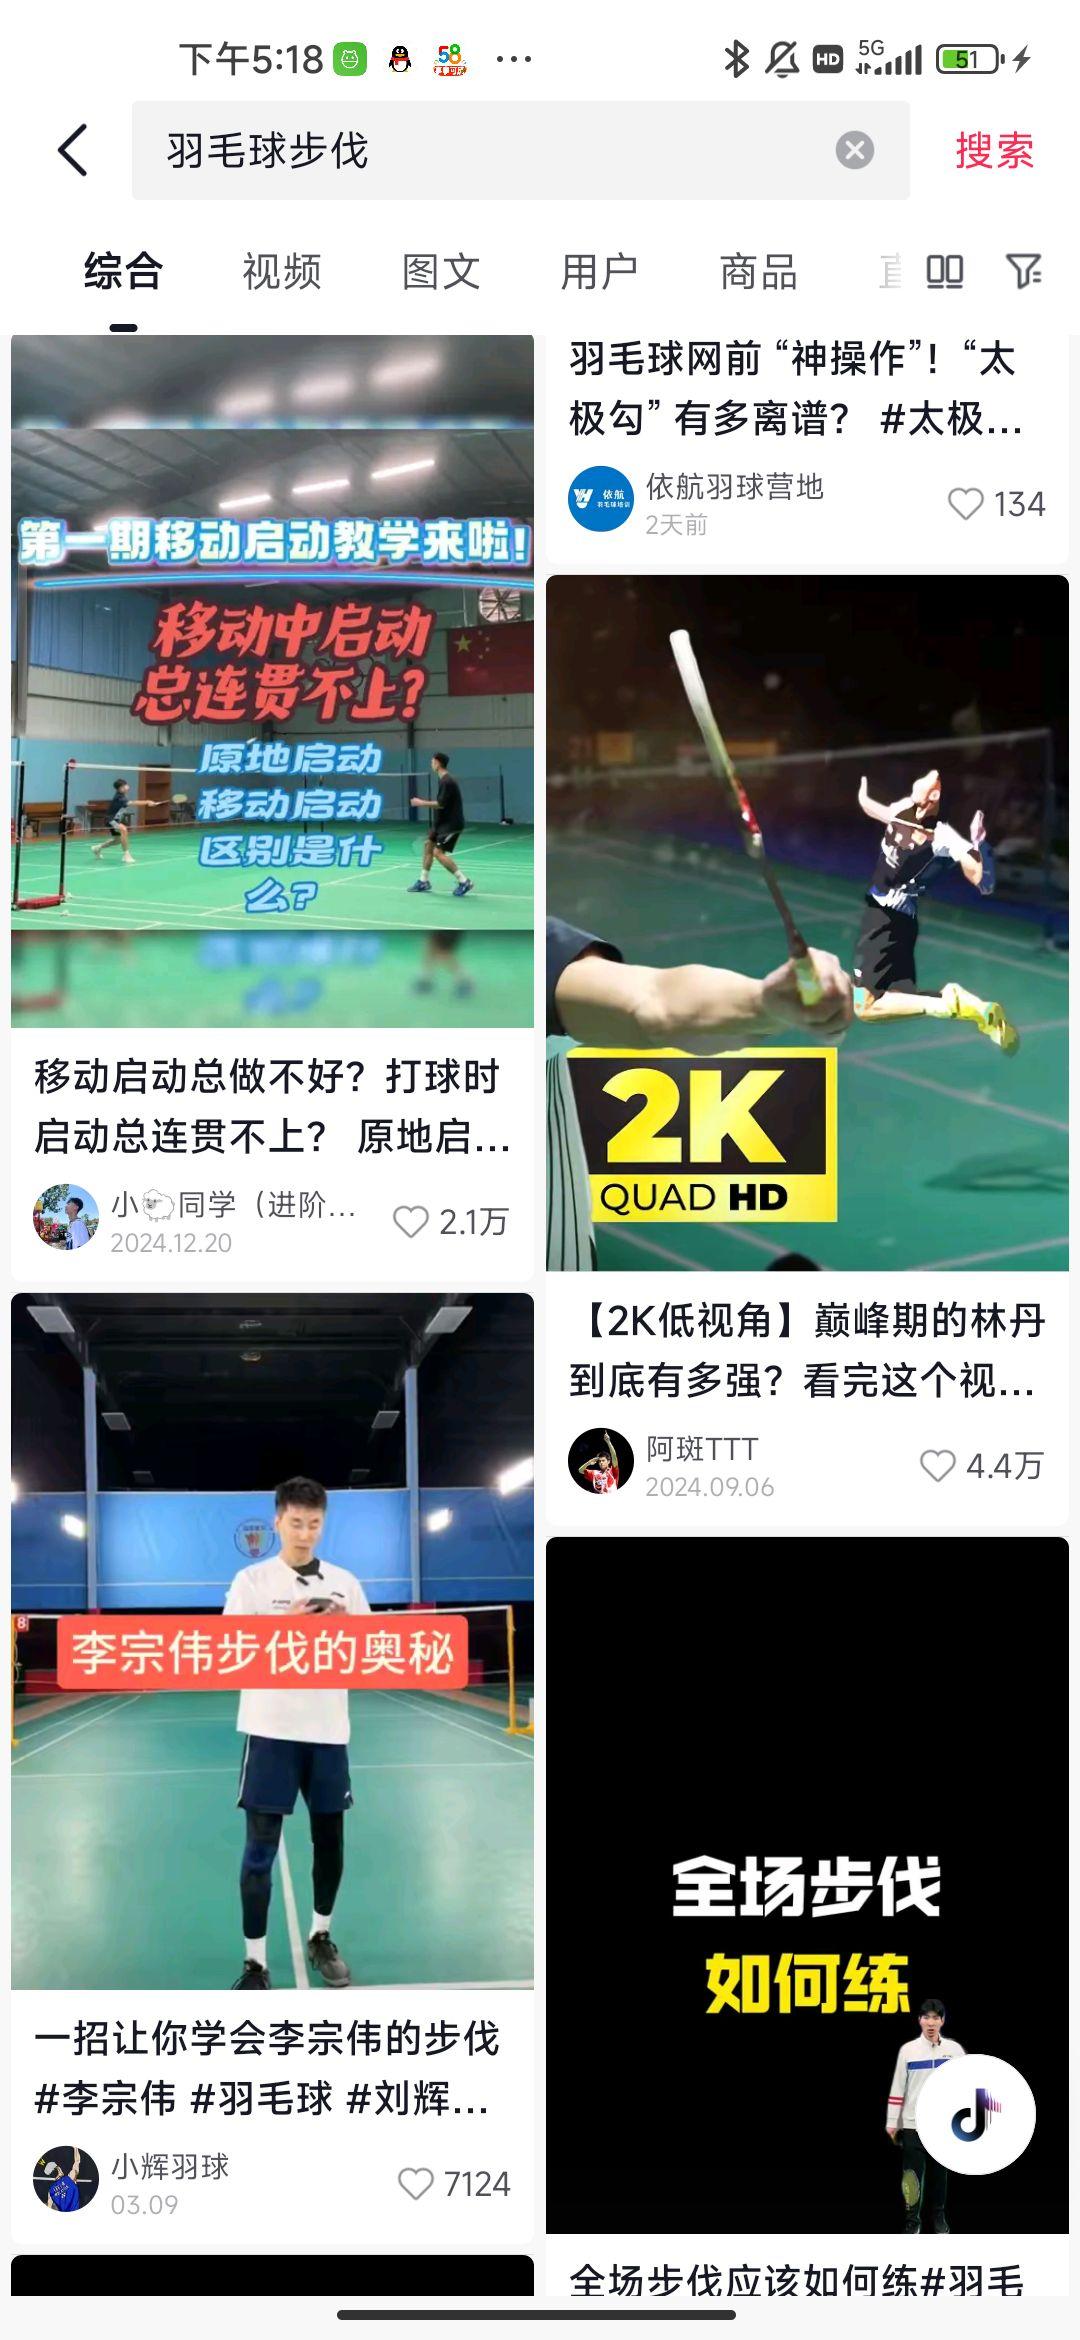 下午5:18
58
···
HD
5G
51
羽毛球步伐
搜索
综合
视频
图文
用户
商品
第一期移动启动教学来啦!
移动中启动
总连贯不上?
原地启动
移动启动
区别是什
么?
移动启动总做不好？打球时
启动总连贯不上？ 原地启...
小🐑同学（进阶...
2024.12.20
2.1万
李宗伟步伐的奥秘
8
一招让你学会李宗伟的步伐
#李宗伟 #羽毛球 #刘辉...
小辉羽球
03.09
7124
羽毛球网前“神操作”！“太
极勾”有多离谱？ #太极...
依航
羽毛球培训
依航羽球营地
2天前
134
2K
QUAD HD
【2K低视角】巅峰期的林丹
到底有多强？看完这个视...
阿斑TTT
2024.09.06
4.4万
全场步伐
如何练
全场步伐应该如何练#羽毛